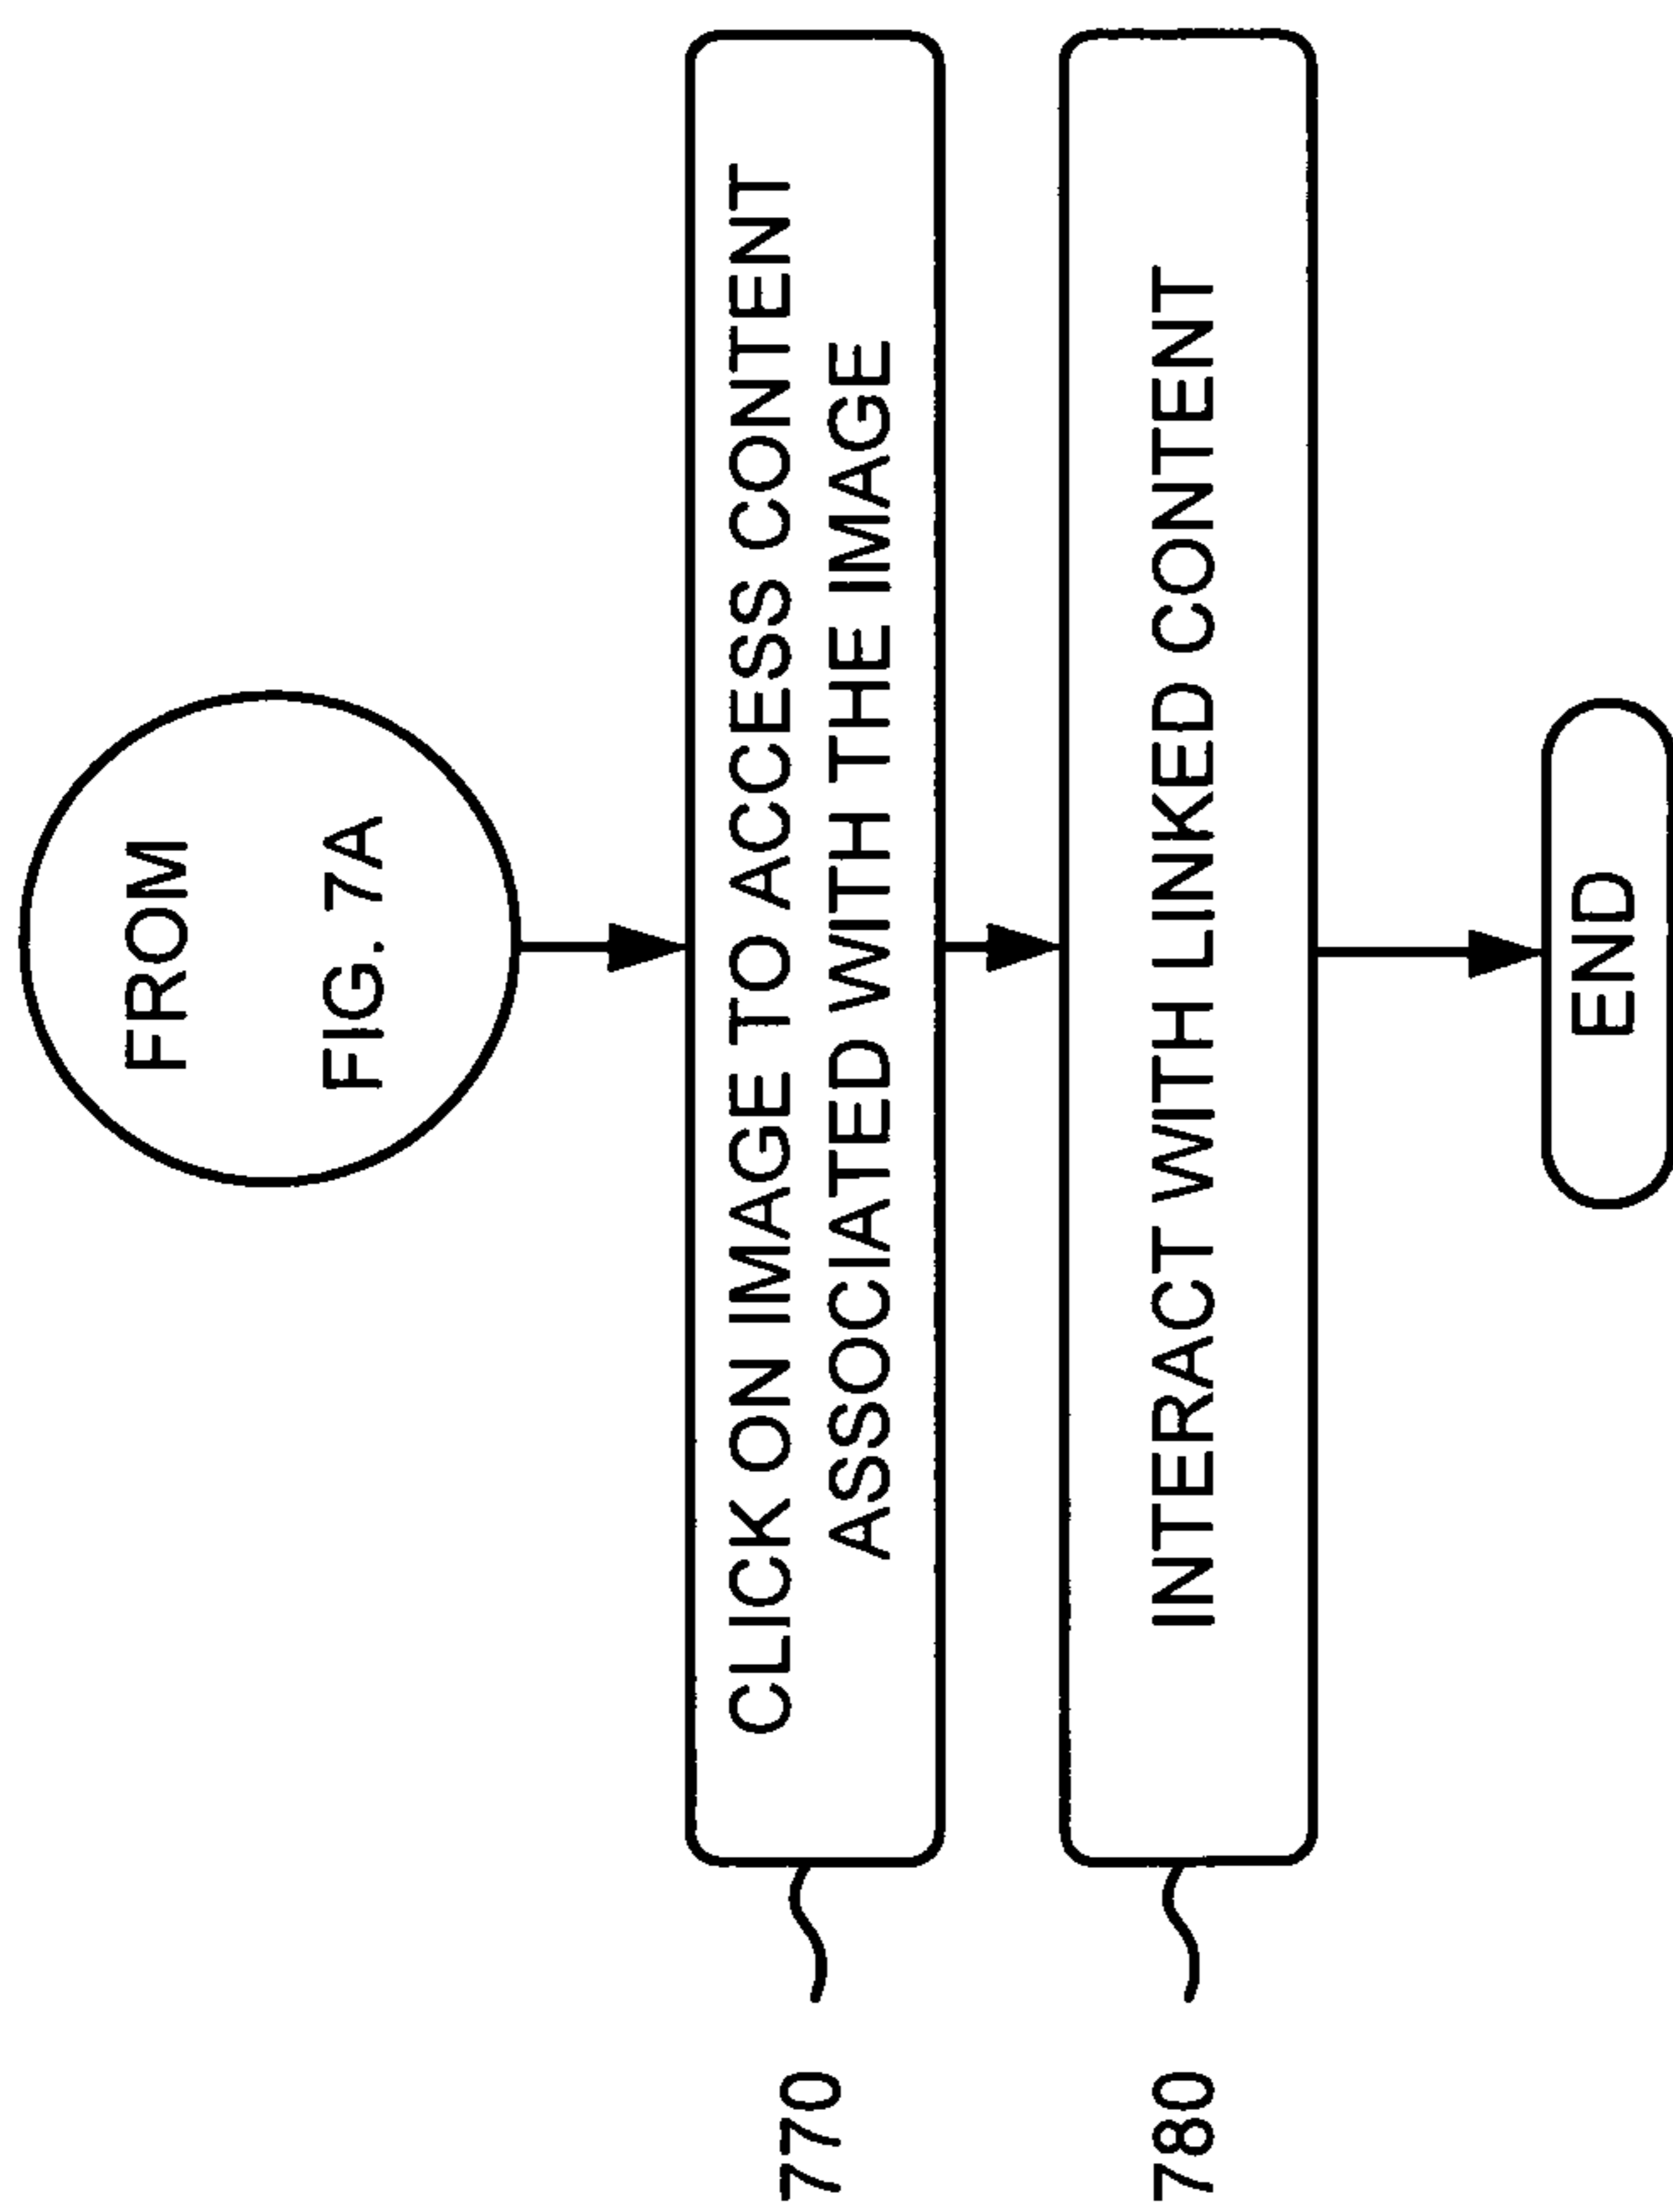 FROM
FIG. 7A
770
CLICK ON IMAGE TO ACCESS CONTENT
ASSOCIATED WITH THE IMAGE
780
INTERACT WITH LINKED CONTENT
END